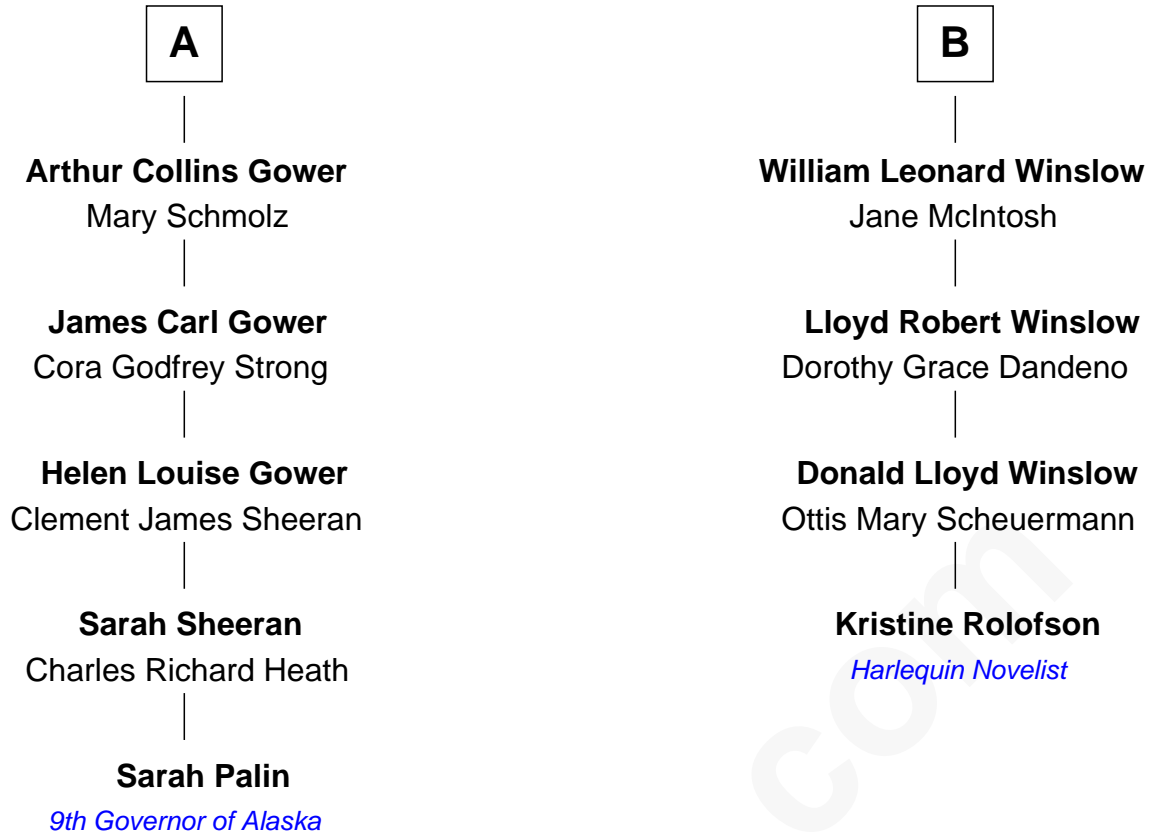 A
Arthur Collins Gower
Mary Schmolz
James Carl Gower
Cora Godfrey Strong
Helen Louise Gower
Clement James Sheeran
Sarah Sheeran
Charles Richard Heath
Sarah Palin
9th Governor of Alaska
B
William Leonard Winslow
Jane McIntosh
Lloyd Robert Winslow
Dorothy Grace Dandeno
Donald Lloyd Winslow
Ottis Mary Scheuermann
Kristine Rolofson
Harlequin Novelist
com